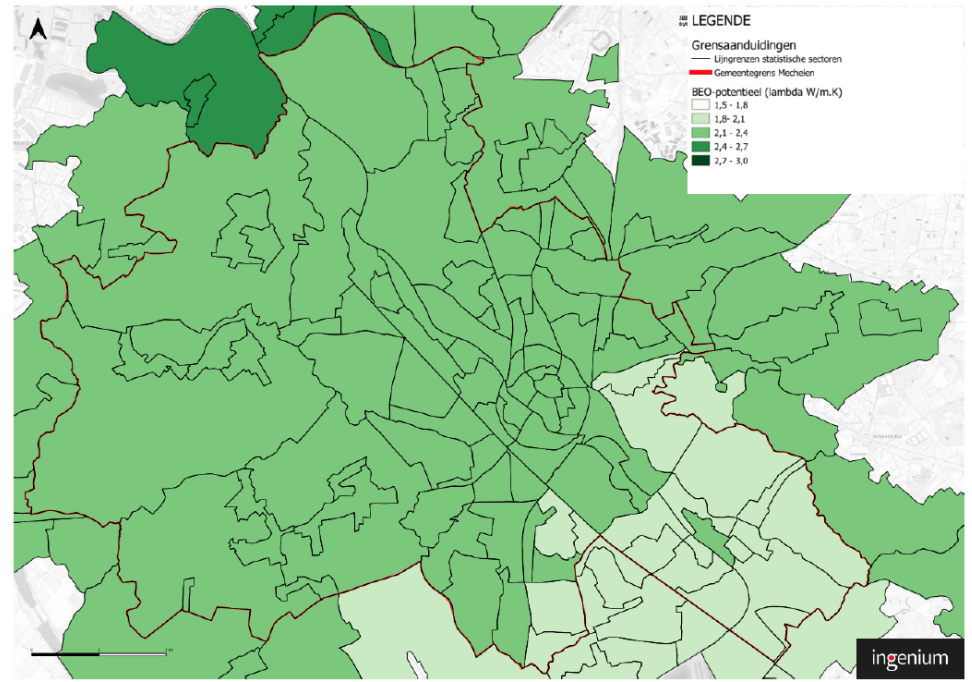 LEGENDE
Grensaanduidingen
Lijngrenzen statistische sectoren
Gemeentegrens Mechelen
BEO-potentieel (lambda W/m.K)
1,5 - 1,8
1,8- 2,1
2,1 - 2,4
2,4 - 2,7
2,7 - 3,0
ingenium